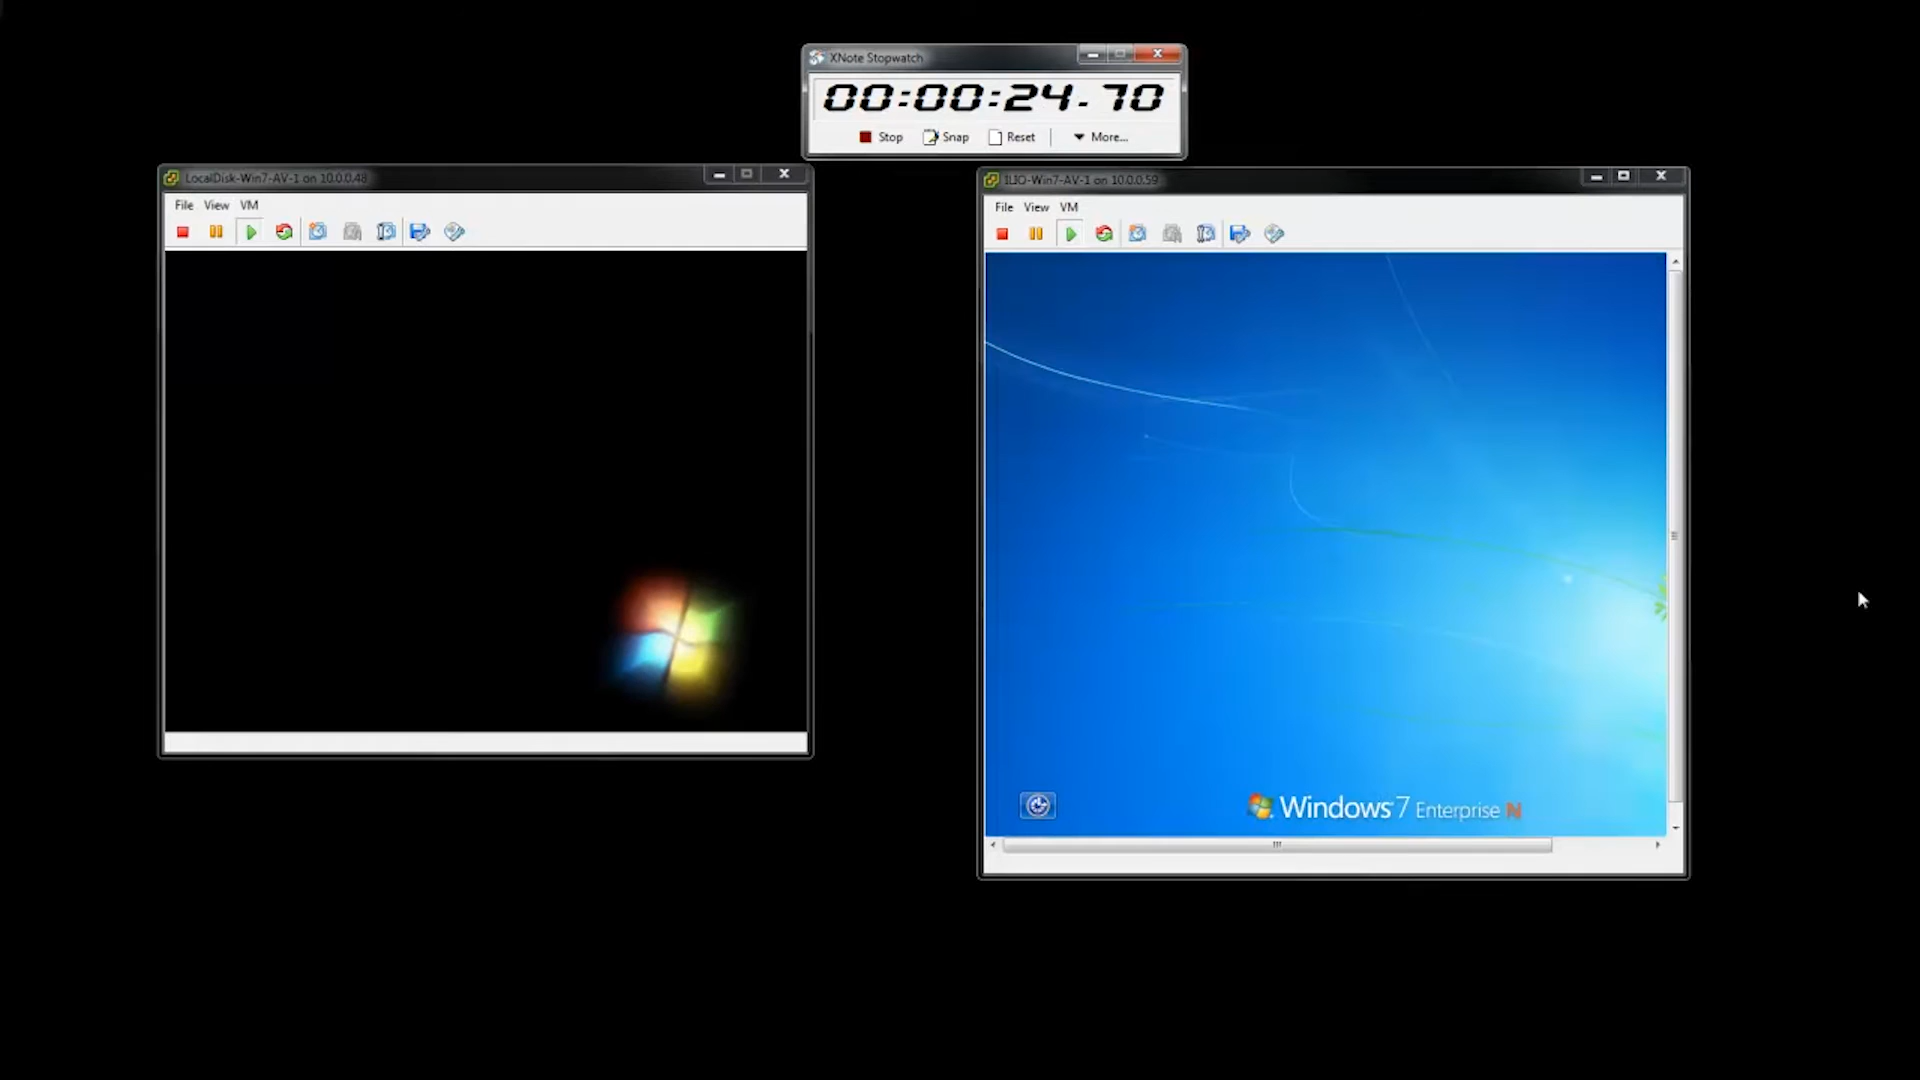 XNote Stopwatch
00:00:24.70
Stop Snap Reset More...
LocalDisk-Win7-AV-1 on 10.0.0.48
File View VM
ILIO-Win7-AV-1 on 10.0.0.59
File View VM
Windows 7 Enterprise N